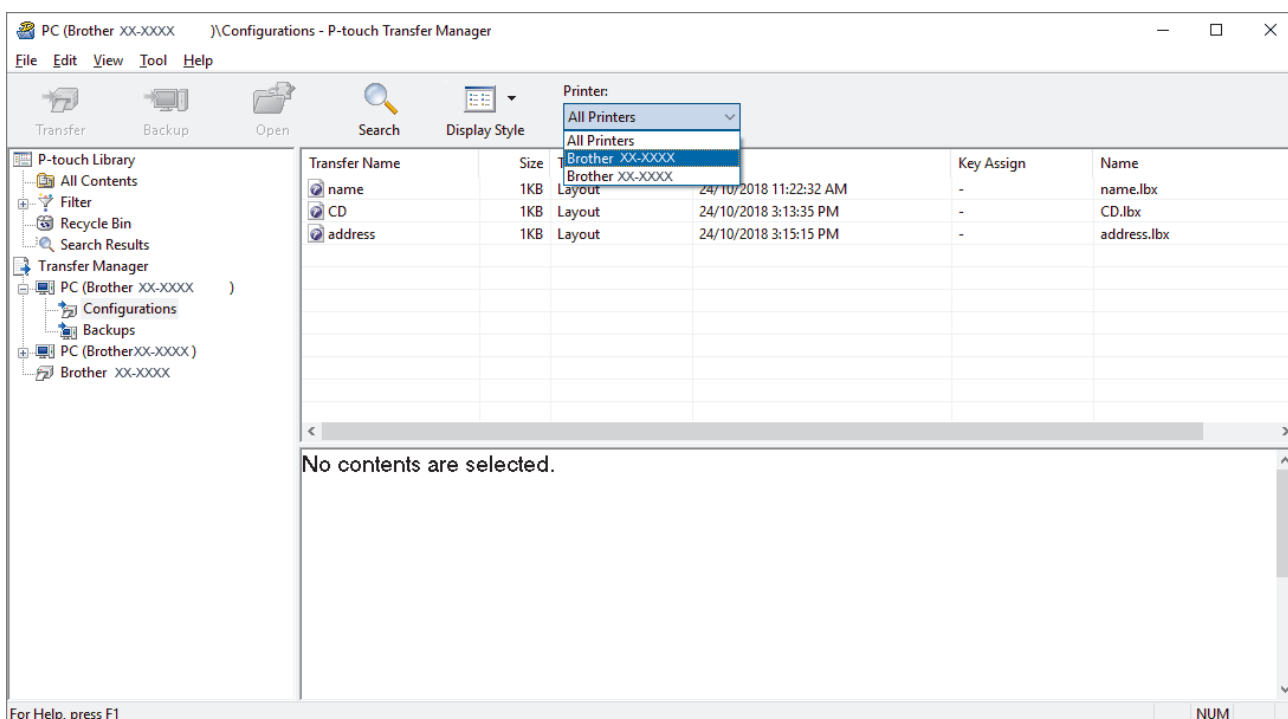 PC (Brother XX-XXXX )\Configurations - P-touch Transfer Manager
File Edit View Tool Help
Printer:
All Printers
Transfer Backup Open Search Display Style
All Printers
Brother XX-XXXX
Brother XX-XXXX
P-touch Library
All Contents
Filter
Recycle Bin
Search Results
Transfer Manager
PC (Brother XX-XXXX )
Configurations
Backups
PC (BrotherXX-XXXX )
Brother XX-XXXX
Transfer Name Size Key Assign Name
name 1KB Layout 24/10/2018 11:22:32 AM - name.lbx
CD 1KB Layout 24/10/2018 3:13:35 PM - CD.lbx
address 1KB Layout 24/10/2018 3:15:15 PM - address.lbx
No contents are selected.
For Help, press F1 NUM